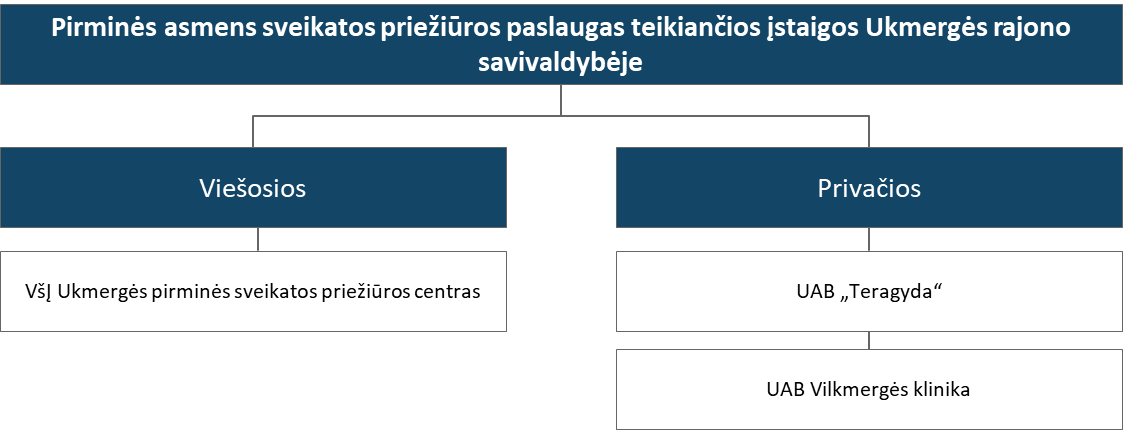 Pirminės asmens sveikatos priežiūros paslaugas teikiančios įstaigos Ukmergės rajono
savivaldybėje
Viešosios
Privačios
VšĮ Ukmergės pirminės sveikatos priežiūros centras
UAB „Teragyda“
UAB Vilkmergės klinika